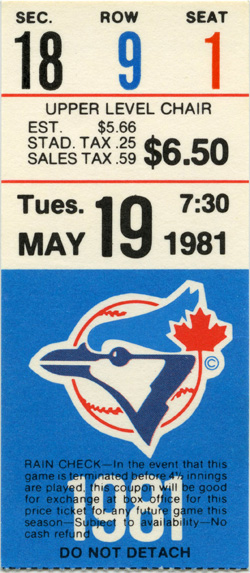 SEC. ROW SEAT
18 9 1
UPPER LEVEL CHAIR
EST. $5.66
STAD. TAX .25
SALES TAX .59 $6.50
Tues. 7:30
MAY 19 1981
©
RAIN CHECK—In the event that this
game is terminated before 4½ innings
are played, this coupon will be good
for exchange at box office for this
price ticket for any future game this
season—Subject to availability—No
cash refund
1981
DO NOT DETACH